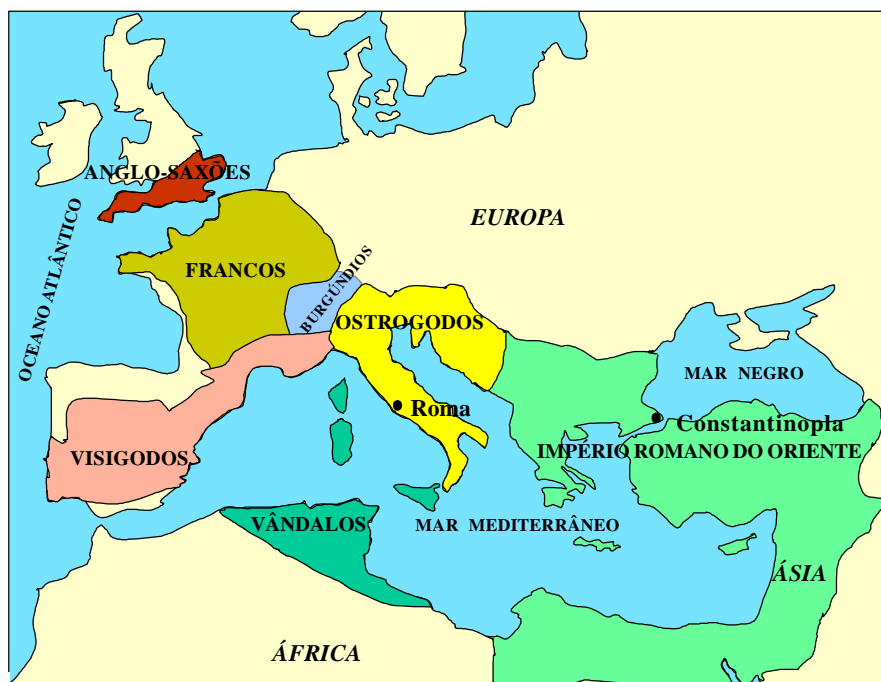 ANGLO-SAXÕES
OCEANO ATLÂNTICO
EUROPA
FRANCOS
BURGÚNDIOS
OSTROGODOS
MAR NEGRO
Roma
Constantinopla
VISIGODOS
IMPÉRIO ROMANO DO ORIENTE
VÂNDALOS
MAR MEDITERRÂNEO
ÁSIA
ÁFRICA